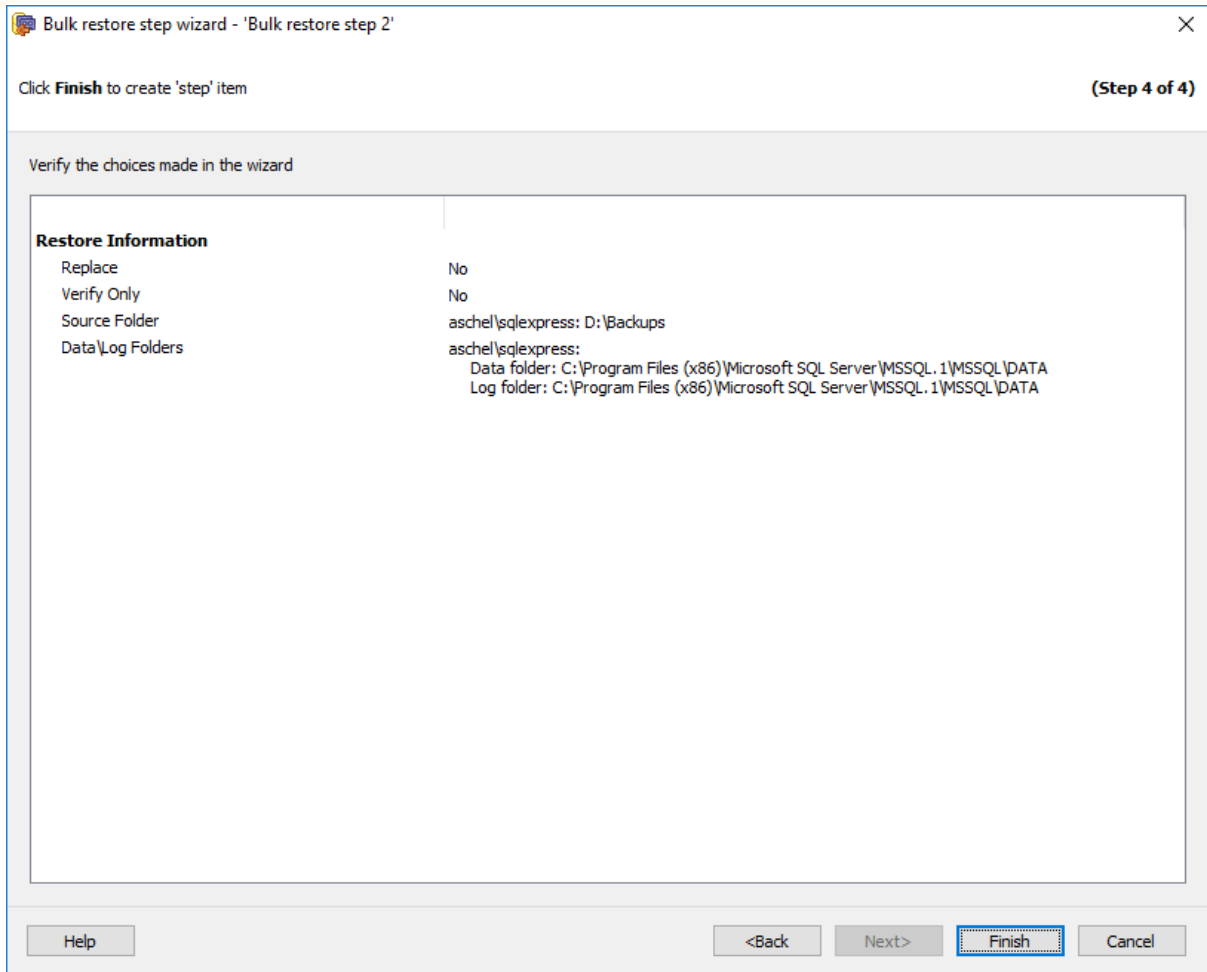 Bulk restore step wizard - 'Bulk restore step 2'
Click Finish to create 'step' item (Step 4 of 4)
Verify the choices made in the wizard
Restore Information
Replace No
Verify Only No
Source Folder aschel\sqlexpress: D:\Backups
Data\Log Folders aschel\sqlexpress:
Data folder: C:\Program Files (x86)\Microsoft SQL Server\MSSQL.1\MSSQL\DATA
Log folder: C:\Program Files (x86)\Microsoft SQL Server\MSSQL.1\MSSQL\DATA
Help <Back Next> Finish Cancel